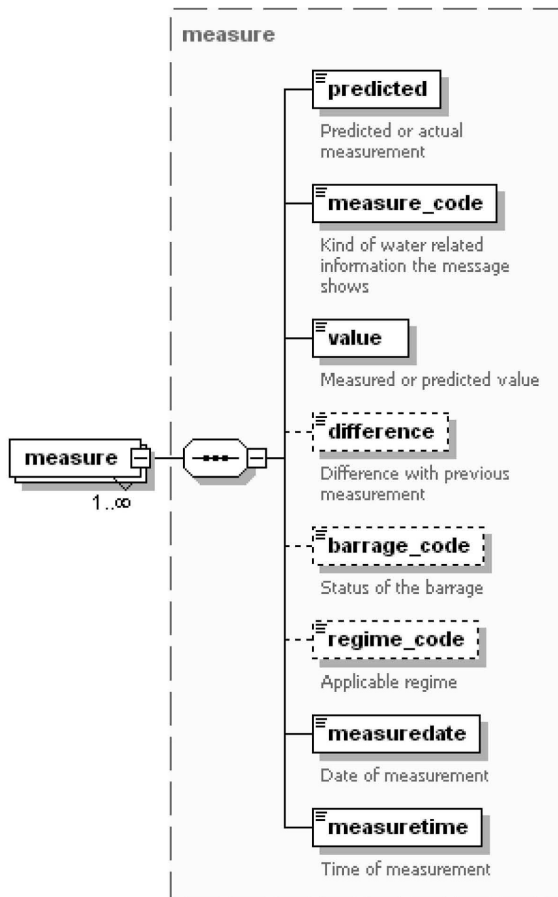 measure
predicted
Predicted or actual
measurement
measure_code
Kind of water related
information the message
shows
value
Measured or predicted value
difference
Difference with previous
measurement
measure
1..∞
barrage_code
Status of the barrage
regime_code
Applicable regime
measuredate
Date of measurement
measuretime
Time of measurement